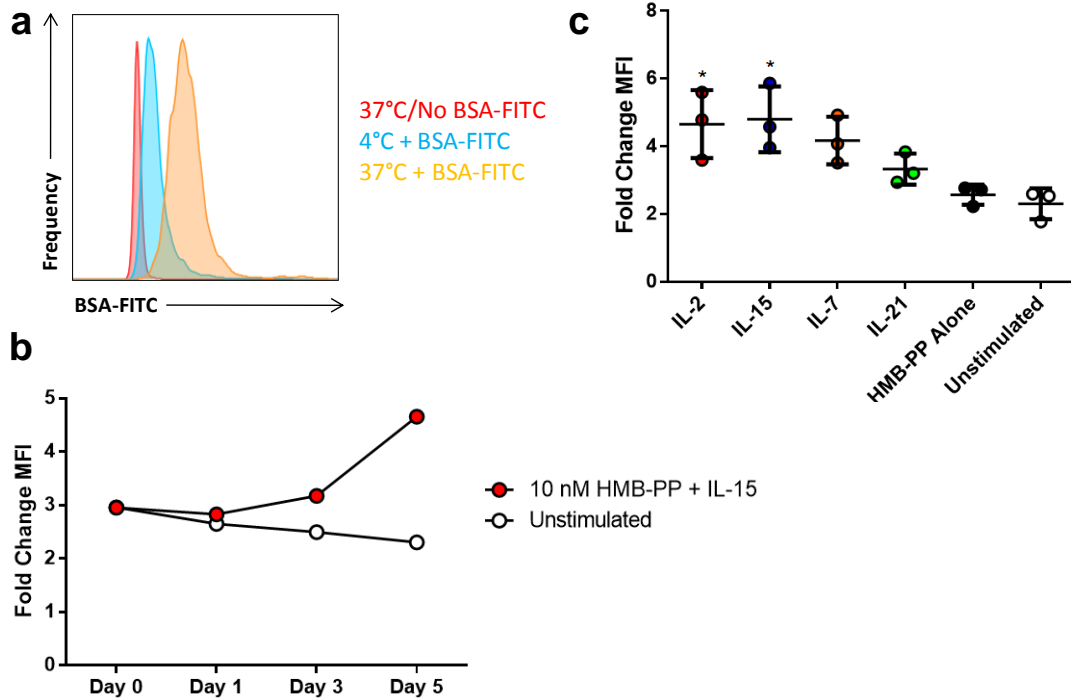 a
Frequency
BSA-FITC
37°C/No BSA-FITC
4°C + BSA-FITC
37°C + BSA-FITC
b
Fold Change MFI
5
4
3
2
1
0
Day 0
Day 1
Day 3
Day 5
10 nM HMB-PP + IL-15
Unstimulated
c
Fold Change MFI
8
6
4
2
0
*
*
IL-2
IL-15
IL-7
IL-21
HMB-PP Alone
Unstimulated